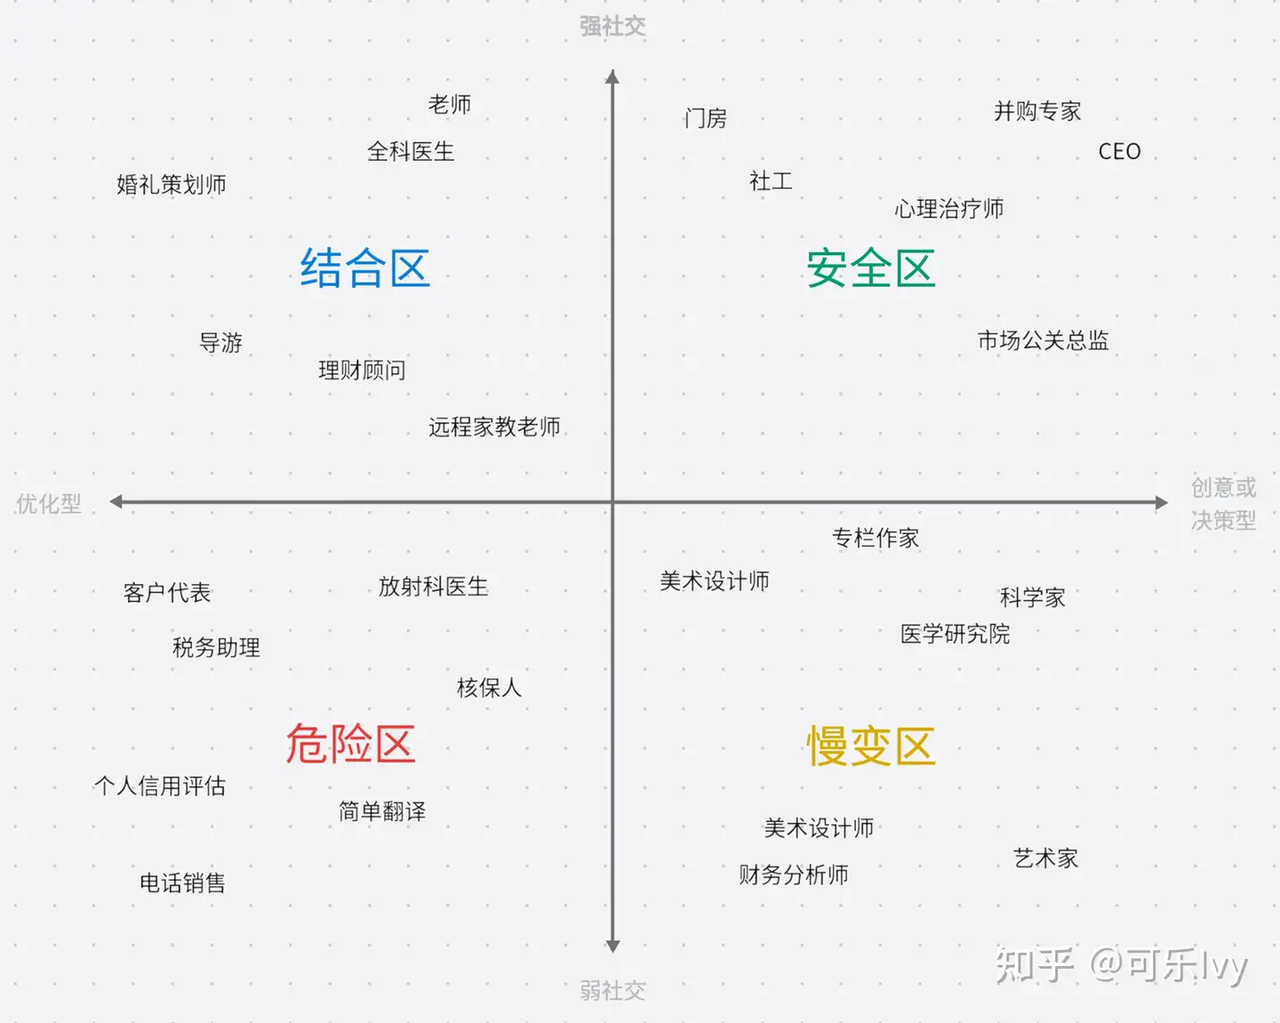 强社交
老师
门房
并购专家
全科医生
CEO
婚礼策划师
社工
心理治疗师
结合区
安全区
导游
市场公关总监
理财顾问
远程家教老师
优化型
创意或
决策型
专栏作家
客户代表
放射科医生
美术设计师
科学家
税务助理
医学研究院
核保人
危险区
慢变区
个人信用评估
简单翻译
美术设计师
艺术家
电话销售
财务分析师
弱社交
知乎 @可乐Ivy